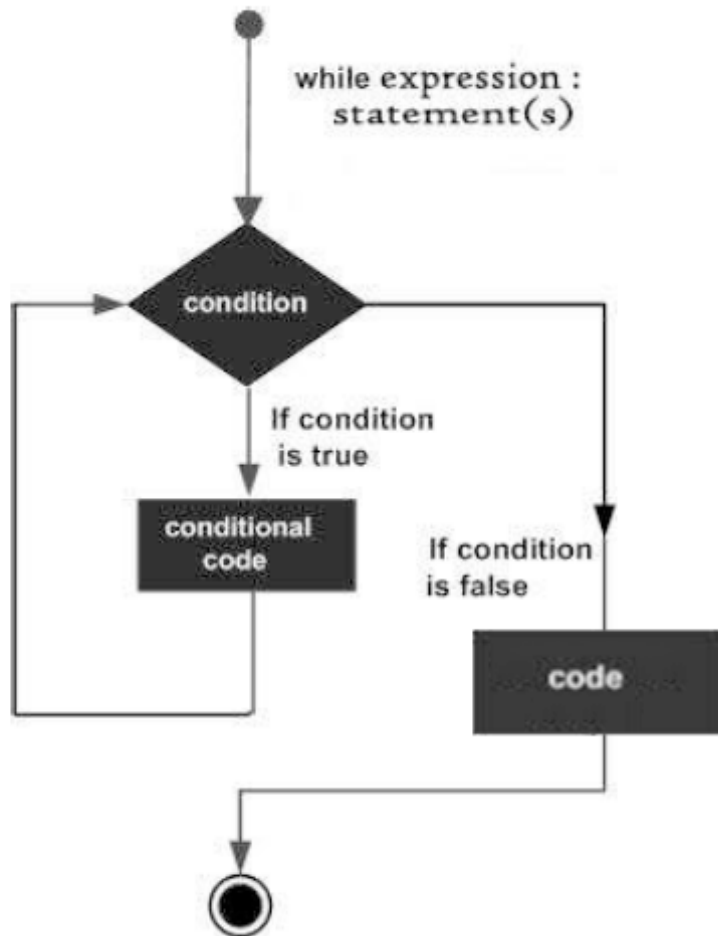 while expression :
statement(s)
condition
If condition
is true
conditional
code
If condition
is false
code